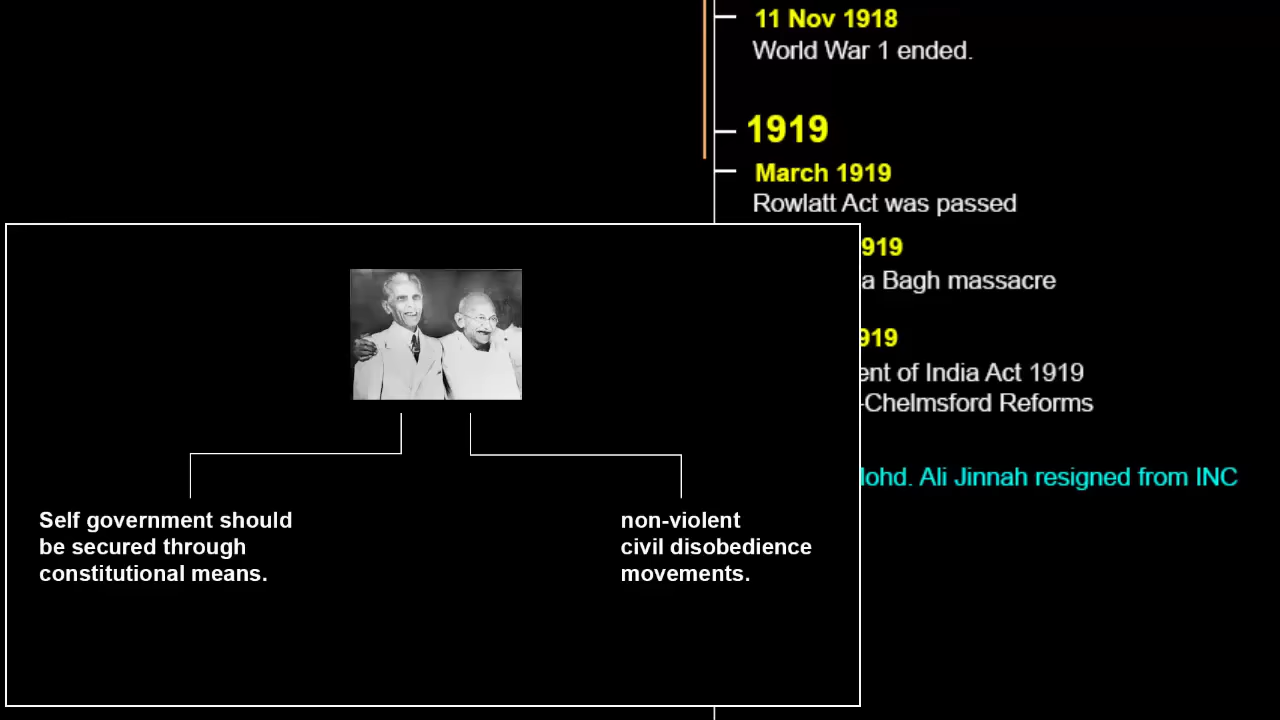 11 Nov 1918
World War 1 ended.
1919
March 1919
Rowlatt Act was passed
919
a Bagh massacre
919
ent of India Act 1919
-Chelmsford Reforms
ohd. Ali Jinnah resigned from INC
Self government should
be secured through
constitutional means.
non-violent
civil disobedience
movements.